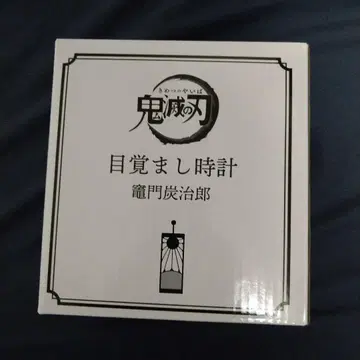 きめつのやいば
鬼滅の刃
目覚まし時計
竈門炭治郎